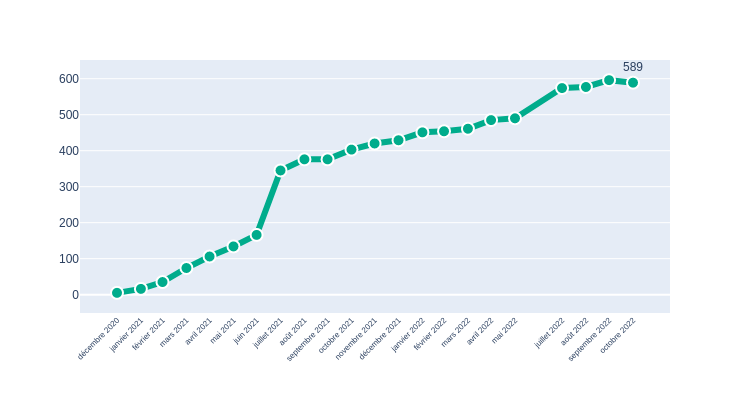 589
600
500
400
300
200
100
0
décembre 2020
janvier 2021
février 2021
mars 2021
avril 2021
mai 2021
juin 2021
juillet 2021
août 2021
septembre 2021
octobre 2021
novembre 2021
décembre 2021
janvier 2022
février 2022
mars 2022
avril 2022
mai 2022
juillet 2022
août 2022
septembre 2022
octobre 2022